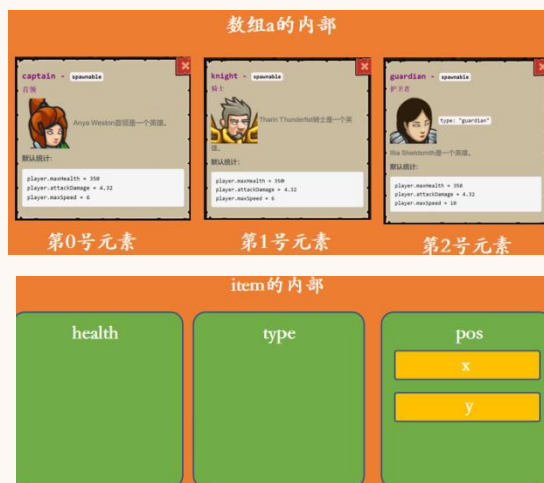 数组a的内部
captain - spawnable
首领
Anya Weston首领是一个英雄。
默认统计:
player.maxHealth = 350
player.attackDamage = 4.32
player.maxSpeed = 6
knight - spawnable
骑士
Tharin Thunderfist骑士是一个英
雄。
默认统计:
player.maxHealth = 350
player.attackDamage = 4.32
player.maxSpeed = 6
guardian - spawnable
护卫者
type: "guardian"
Illia Shieldsmith是一个英雄。
默认统计:
player.maxHealth = 350
player.attackDamage = 4.32
player.maxSpeed = 10
第0号元素
第1号元素
第2号元素
item的内部
health
type
pos
x
y